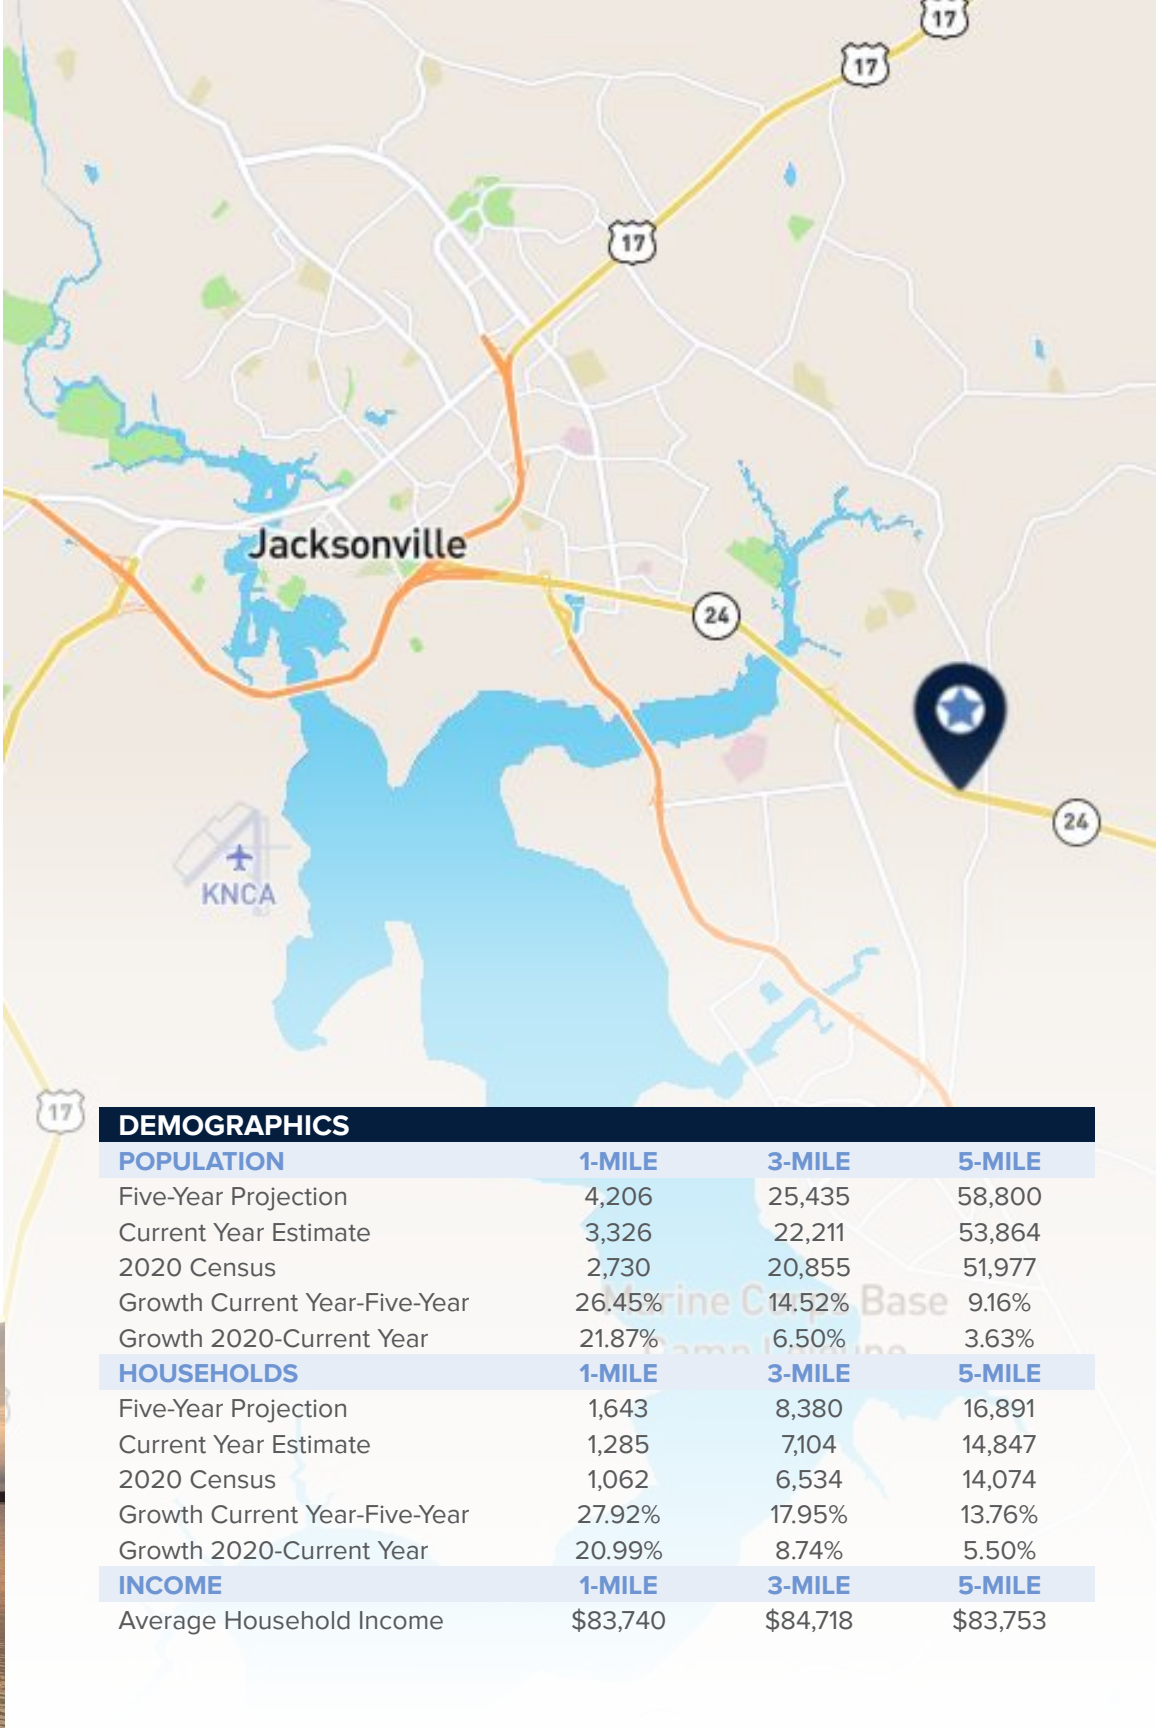 17
17
17
Jacksonville
24
24
KNCA
17
DEMOGRAPHICS
POPULATION 1-MILE 3-MILE 5-MILE
Five-Year Projection 4,206 25,435 58,800
Current Year Estimate 3,326 22,211 53,864
2020 Census 2,730 20,855 51,977
Marine Corps Base
Growth Current Year-Five-Year 26.45% 14.52% 9.16%
Camp Lejeune
Growth 2020-Current Year 21.87% 6.50% 3.63%
HOUSEHOLDS 1-MILE 3-MILE 5-MILE
Five-Year Projection 1,643 8,380 16,891
Current Year Estimate 1,285 7,104 14,847
2020 Census 1,062 6,534 14,074
Growth Current Year-Five-Year 27.92% 17.95% 13.76%
Growth 2020-Current Year 20.99% 8.74% 5.50%
INCOME 1-MILE 3-MILE 5-MILE
Average Household Income $83,740 $84,718 $83,753